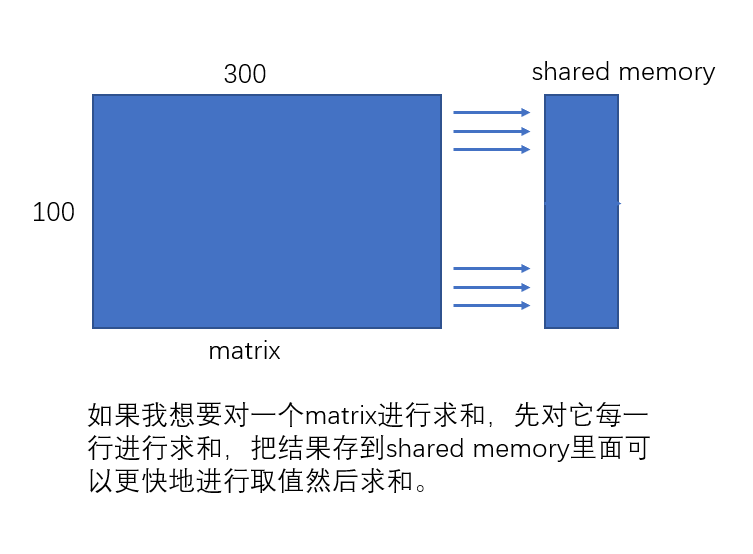 300
shared memory
100
matrix
如果我想要对一个matrix进行求和，先对它每一
行进行求和，把结果存到shared memory里面可
以更快地进行取值然后求和。